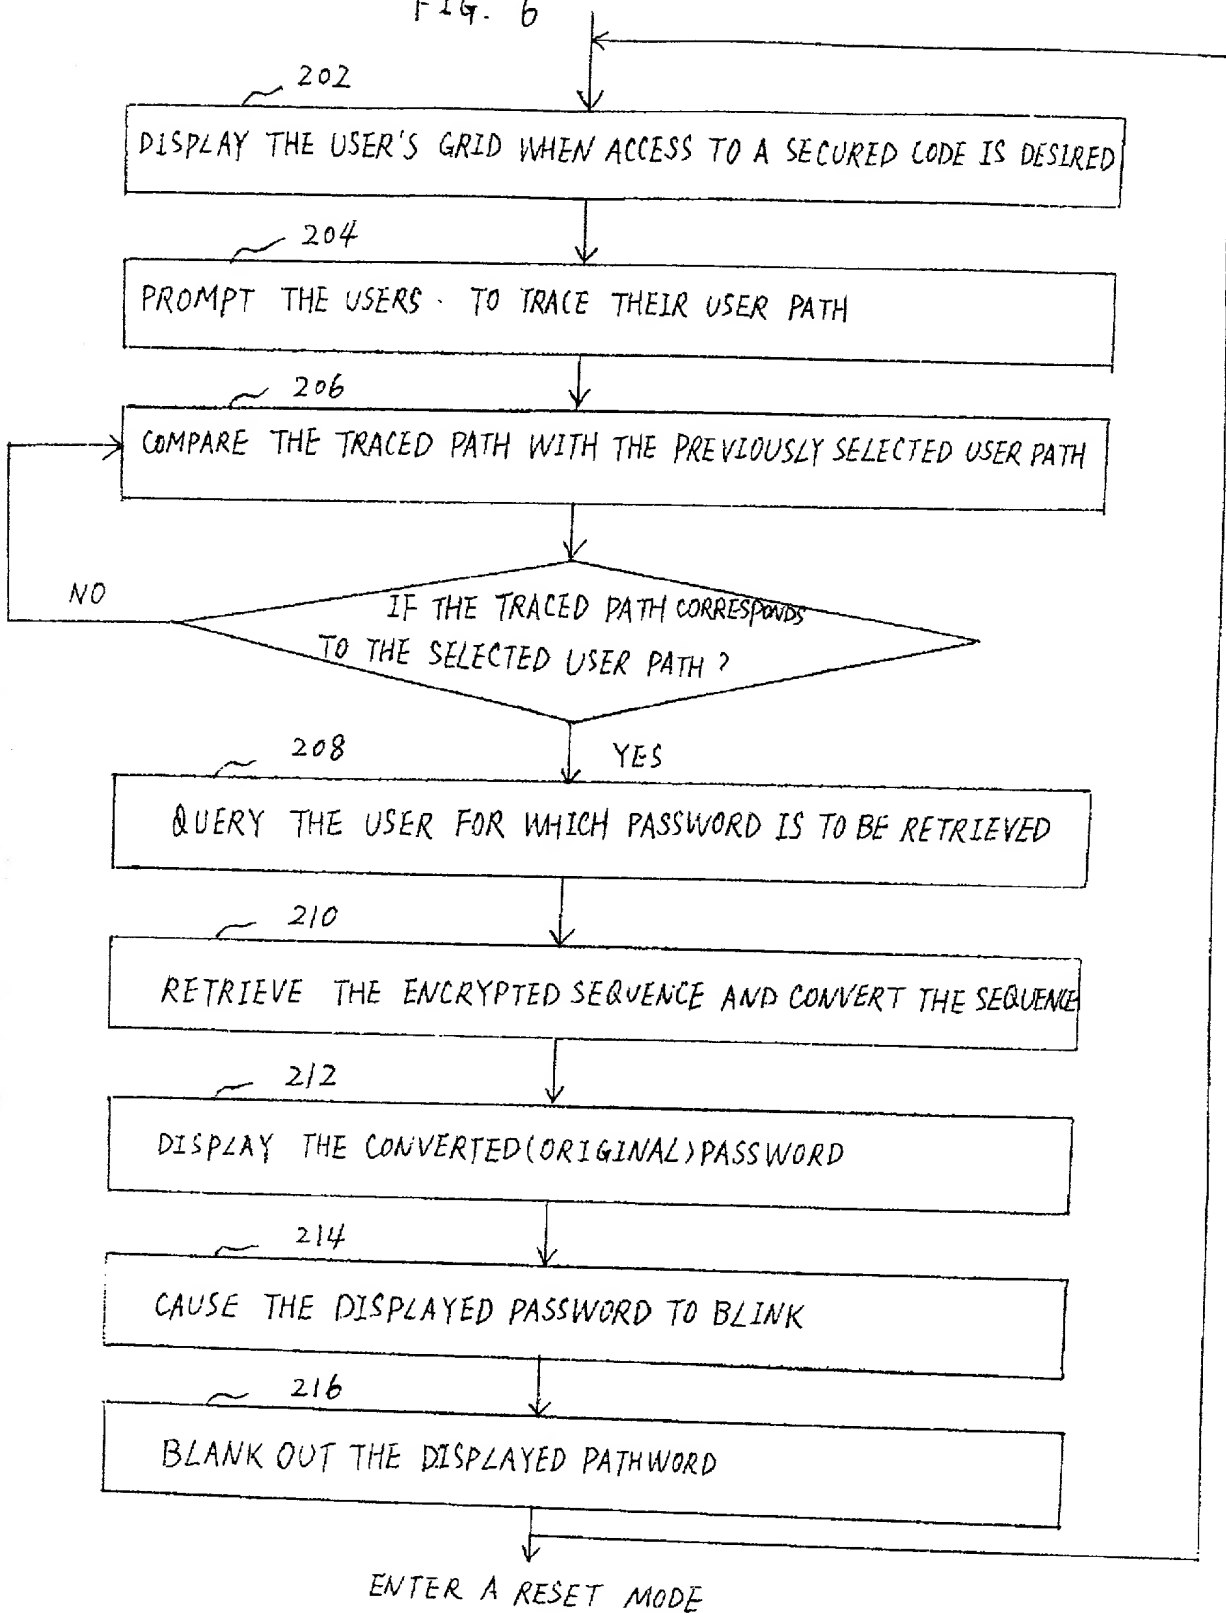 FIG. 6
202
DISPLAY THE USER'S GRID WHEN ACCESS TO A SECURED CODE IS DESIRED
204
PROMPT THE USERS · TO TRACE THEIR USER PATH
206
COMPARE THE TRACED PATH WITH THE PREVIOUSLY SELECTED USER PATH
NO
IF THE TRACED PATH CORRESPONDS
TO THE SELECTED USER PATH ?
208
YES
QUERY THE USER FOR WHICH PASSWORD IS TO BE RETRIEVED
210
RETRIEVE THE ENCRYPTED SEQUENCE AND CONVERT THE SEQUENCE
212
DISPLAY THE CONVERTED(ORIGINAL)PASSWORD
214
CAUSE THE DISPLAYED PASSWORD TO BLINK
216
BLANK OUT THE DISPLAYED PATHWORD
ENTER A RESET MODE